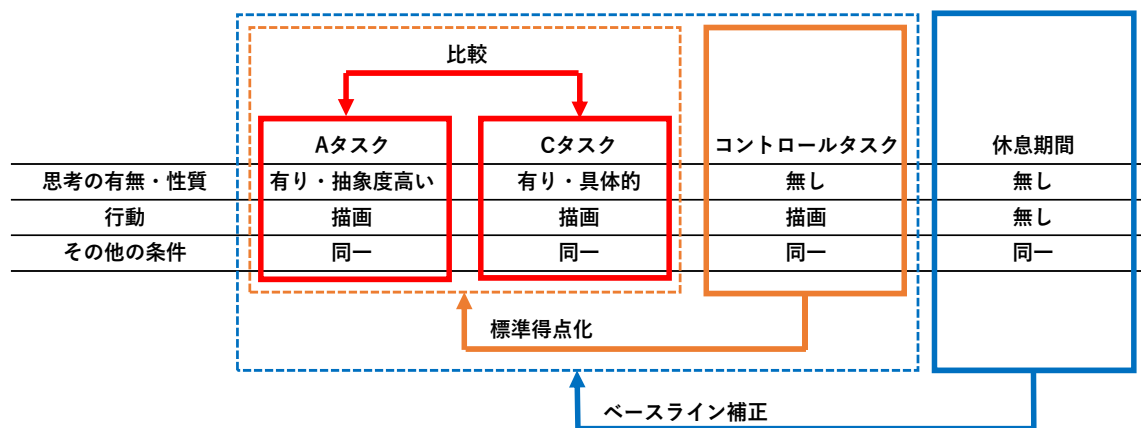 比較
Aタスク Cタスク コントロールタスク 休息期間
思考の有無・性質 有り・抽象度高い 有り・具体的 無し 無し
行動 描画 描画 描画 無し
その他の条件 同一 同一 同一 同一
標準得点化
ベースライン補正